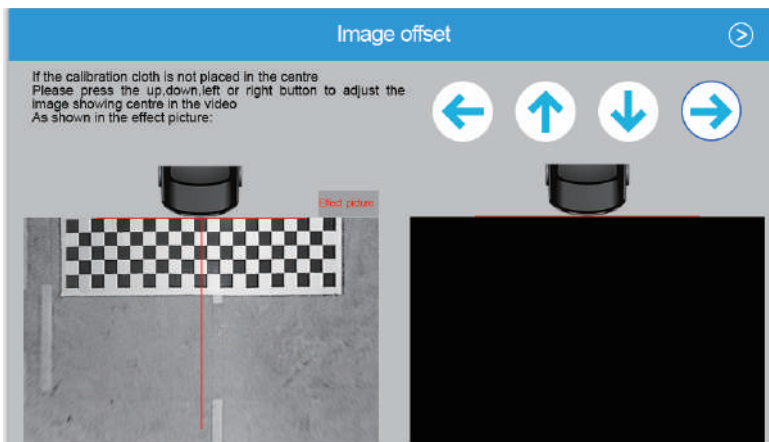 Image offset
If the calibration cloth is not placed in the centre
Please press the up,down,left or right button to adjust the
image showing centre in the video
As shown in the effect picture:
Effect picture